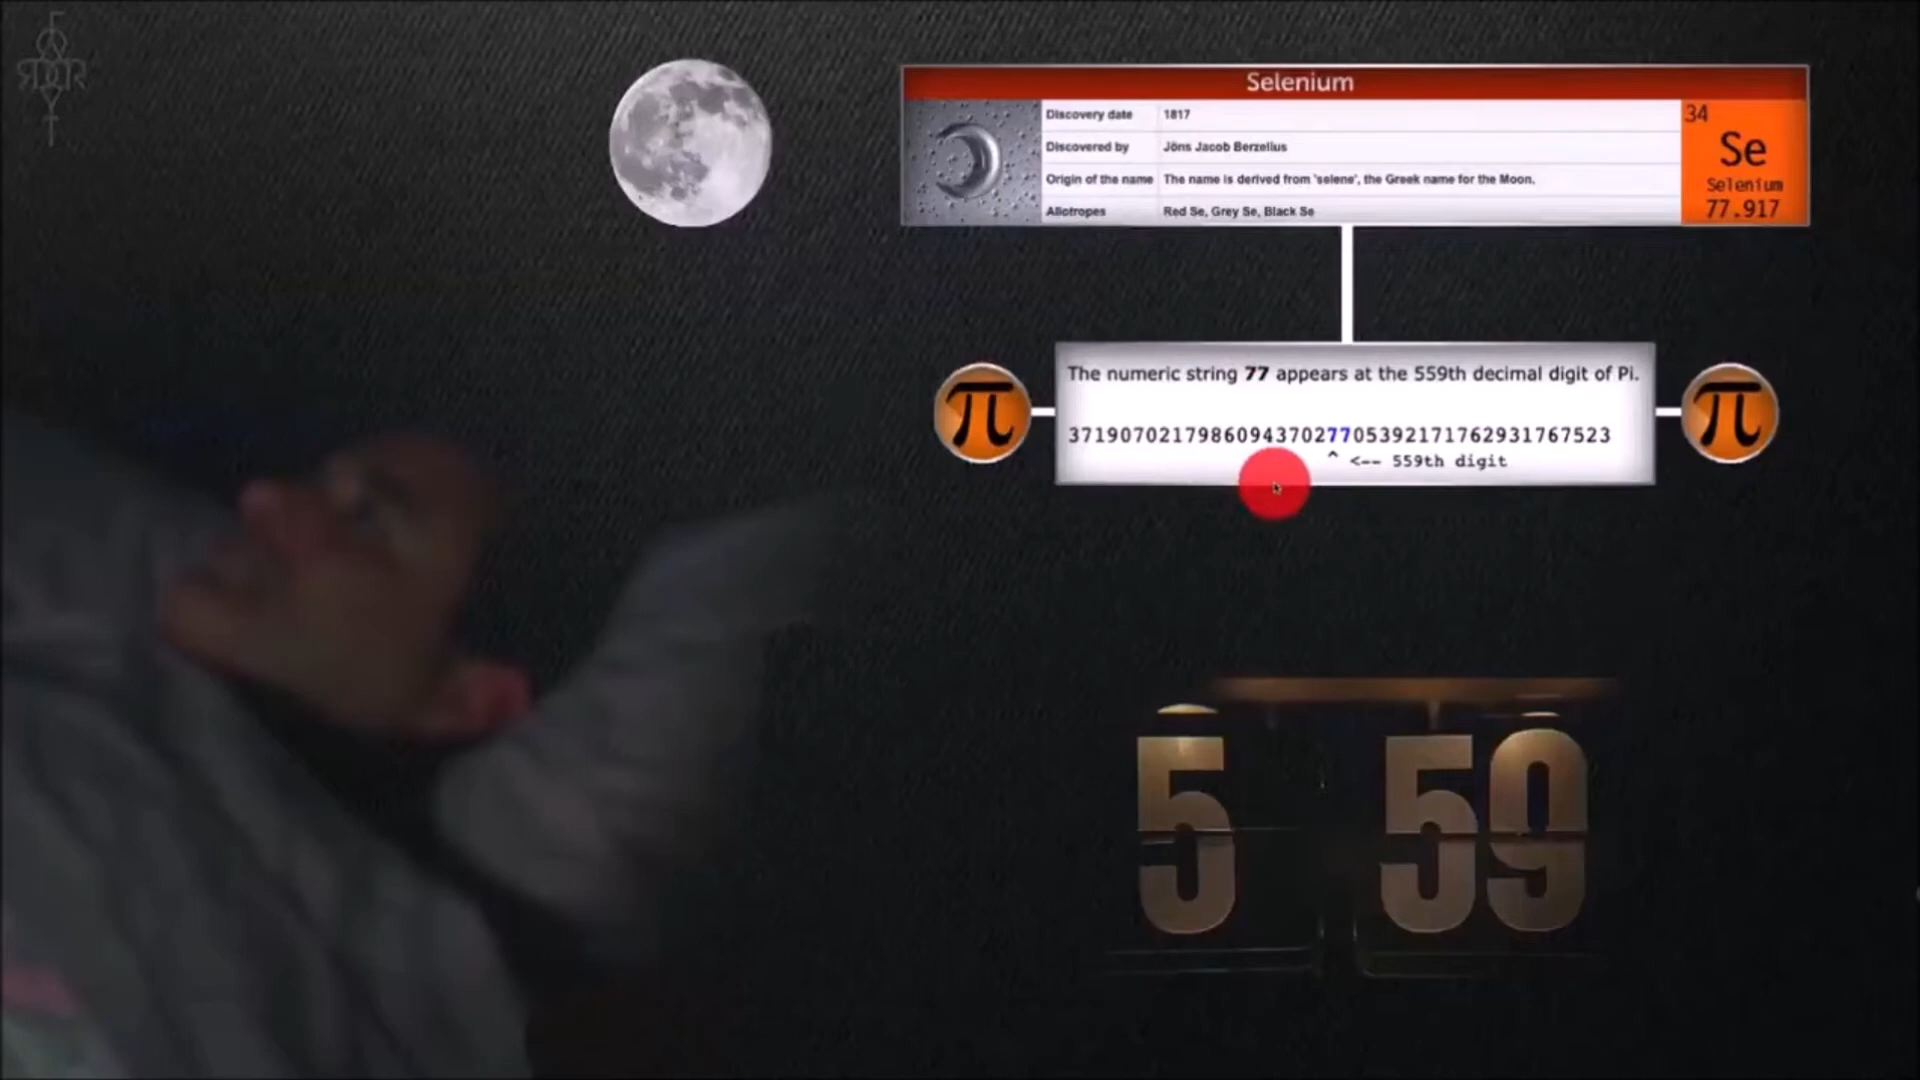 Selenium
Discovery date 1817
Discovered by Jöns Jacob Berzelius
Origin of the name The name is derived from 'selene', the Greek name for the Moon.
Allotropes Red Se, Grey Se, Black Se
34
Se
Selenium
77.917
The numeric string 77 appears at the 559th decimal digit of Pi.
π π
371907021798609437027705392171762931767523
^ <-- 559th digit
5 59